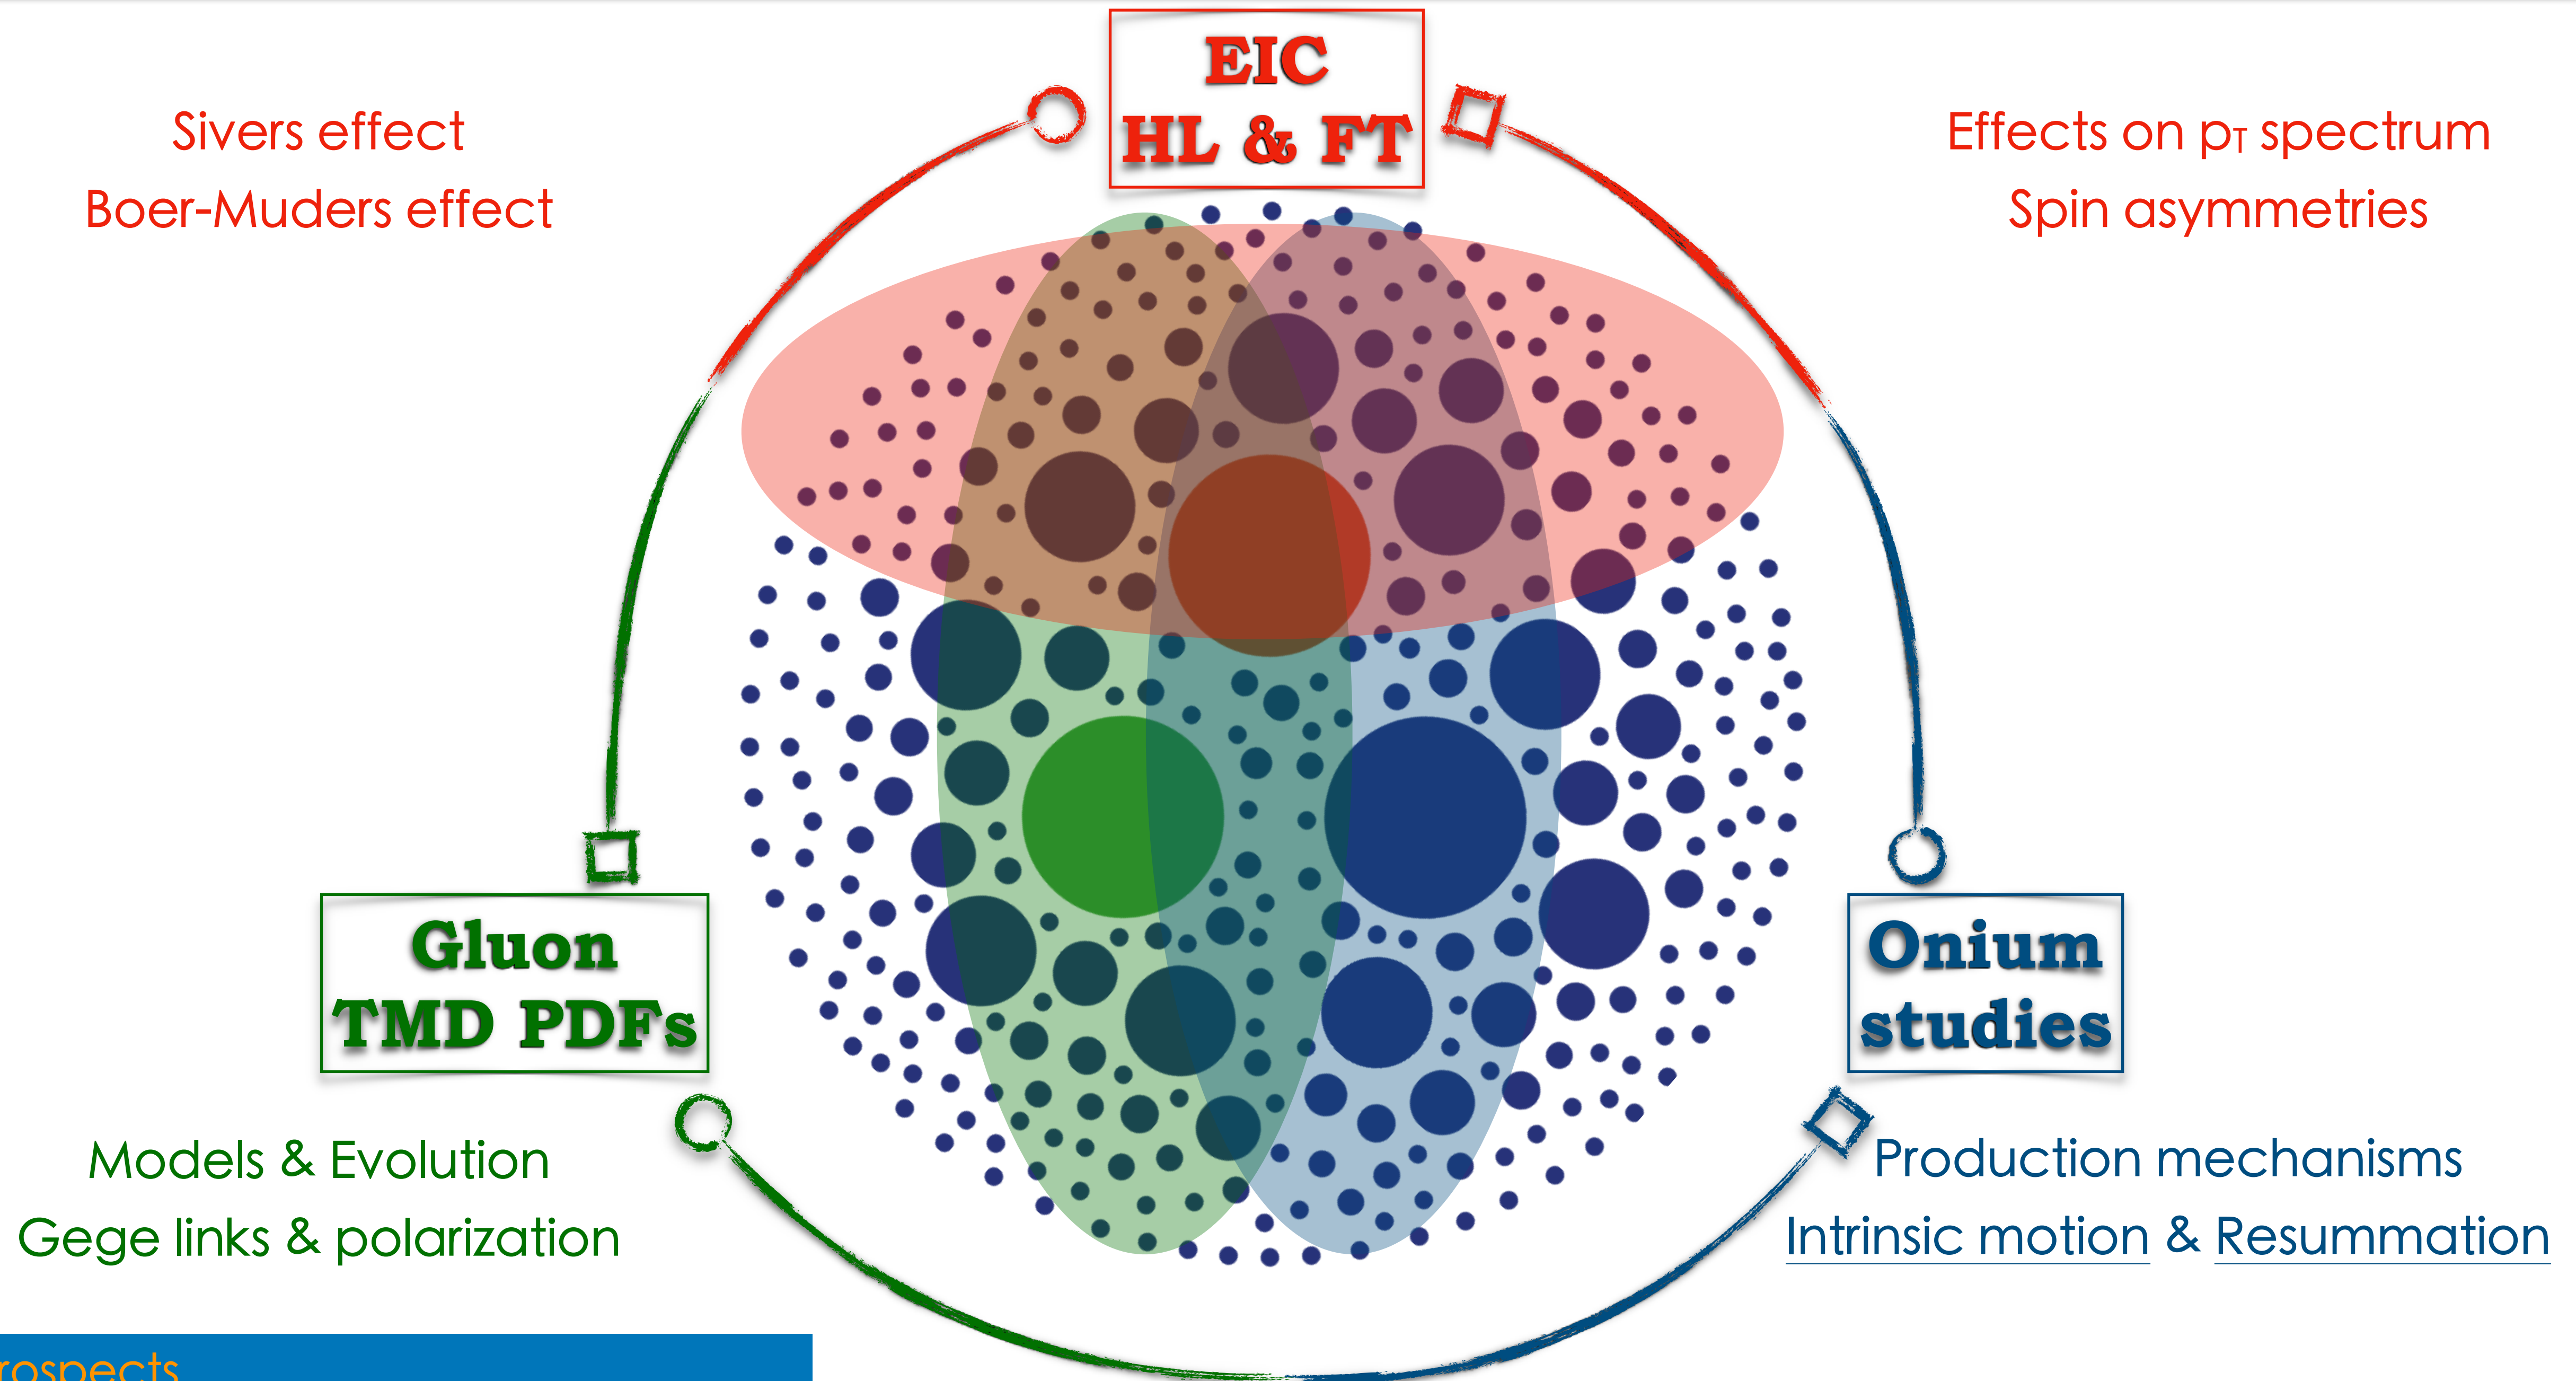 EIC
HL & FT
Sivers effect
Boer-Muders effect
Effects on pT spectrum
Spin asymmetries
Gluon
TMD PDFs
Onium
studies
Models & Evolution
Gege links & polarization
Production mechanisms
Intrinsic motion & Resummation
rospects